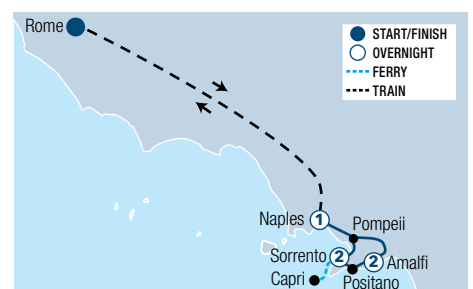 Rome
START/FINISH
OVERNIGHT
FERRY
TRAIN
Naples 1
Pompeii
Sorrento 2
2 Amalfi
Capri
Positano